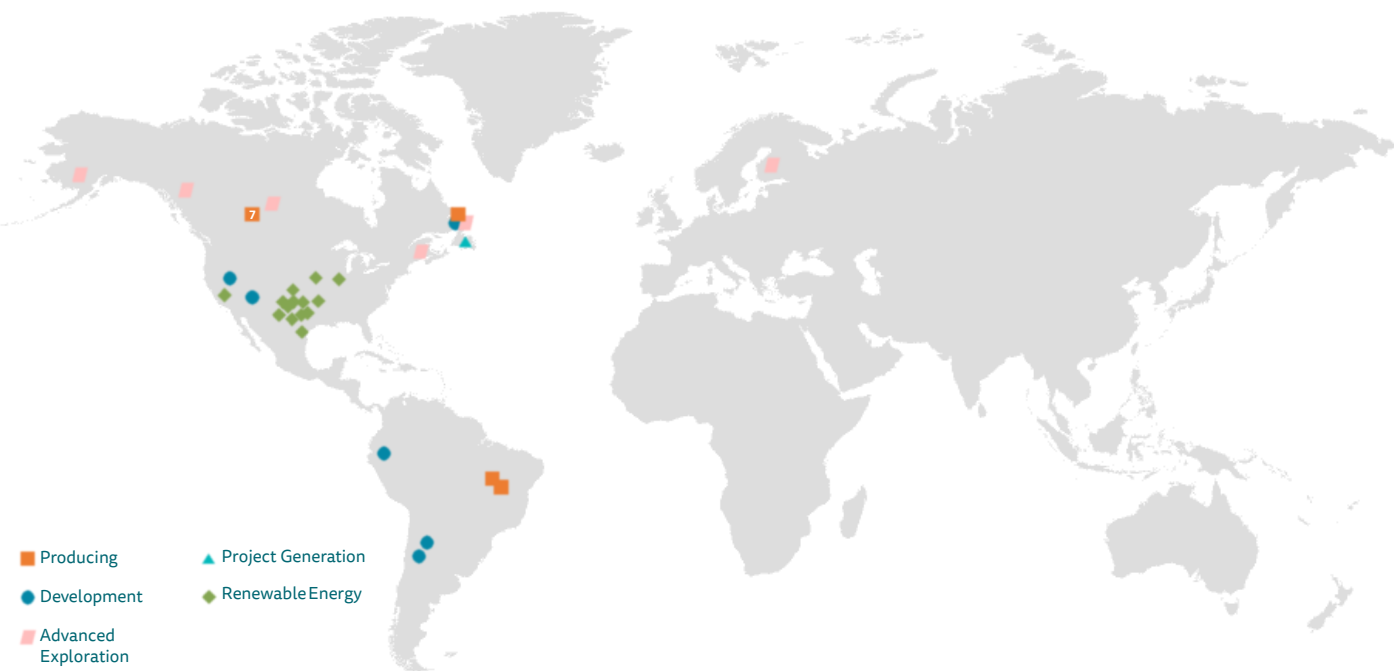 7
Producing
Project Generation
Development
Renewable Energy
Advanced
Exploration